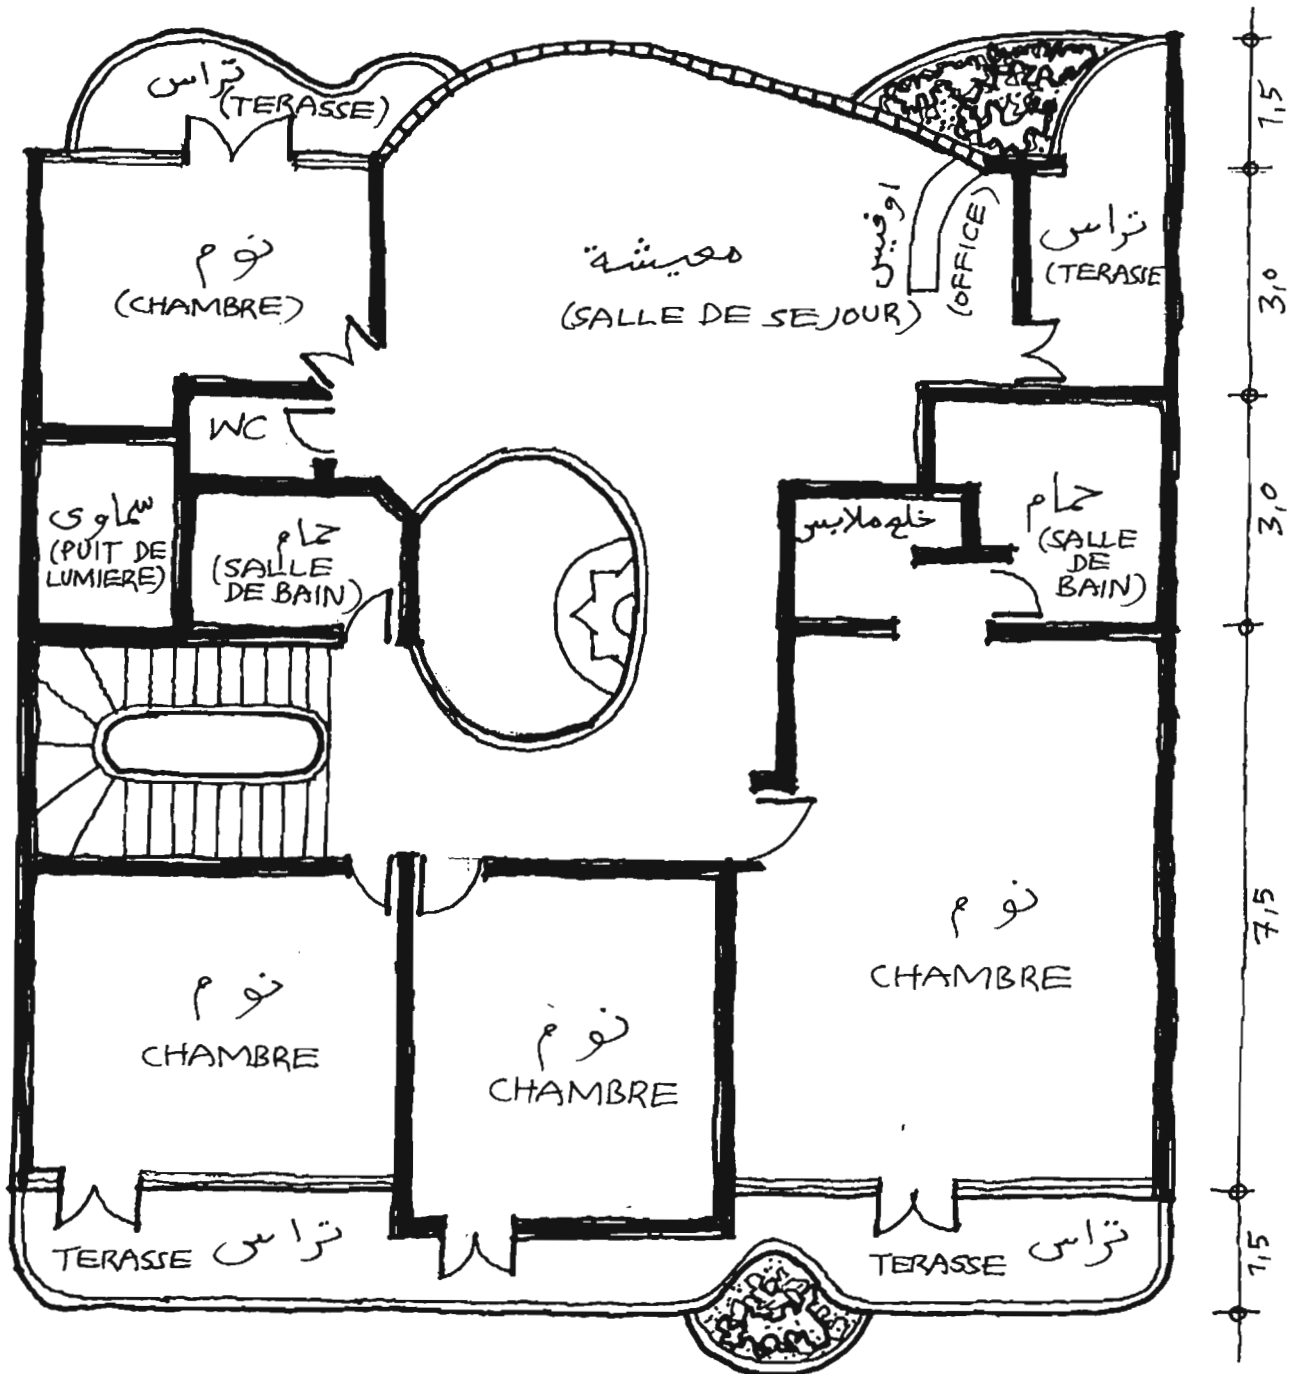 تراس
(TERASSE)
1,5
نوم
(CHAMBRE)
معيشة
(SALLE DE SEJOUR)
اوفيس
(OFFICE)
تراس
(TERASSE
3,0
WC
سماوى
(PUIT DE
LUMIERE)
حمام
(SALLE
DE BAIN)
خلع ملابس
حمام
(SALLE
DE
BAIN)
3,0
نوم
CHAMBRE
نوم
CHAMBRE
نوم
CHAMBRE
7,5
TERASSE تراس
TERASSE تراس
1,5